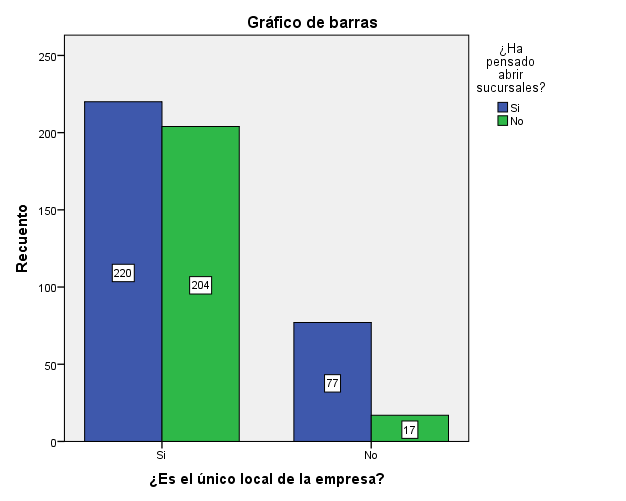 Gráfico de barras
250
200
150
100
50
0
Recuento
220
204
77
17
Si
No
¿Es el único local de la empresa?
¿Ha
pensado
abrir
sucursales?
Si
No